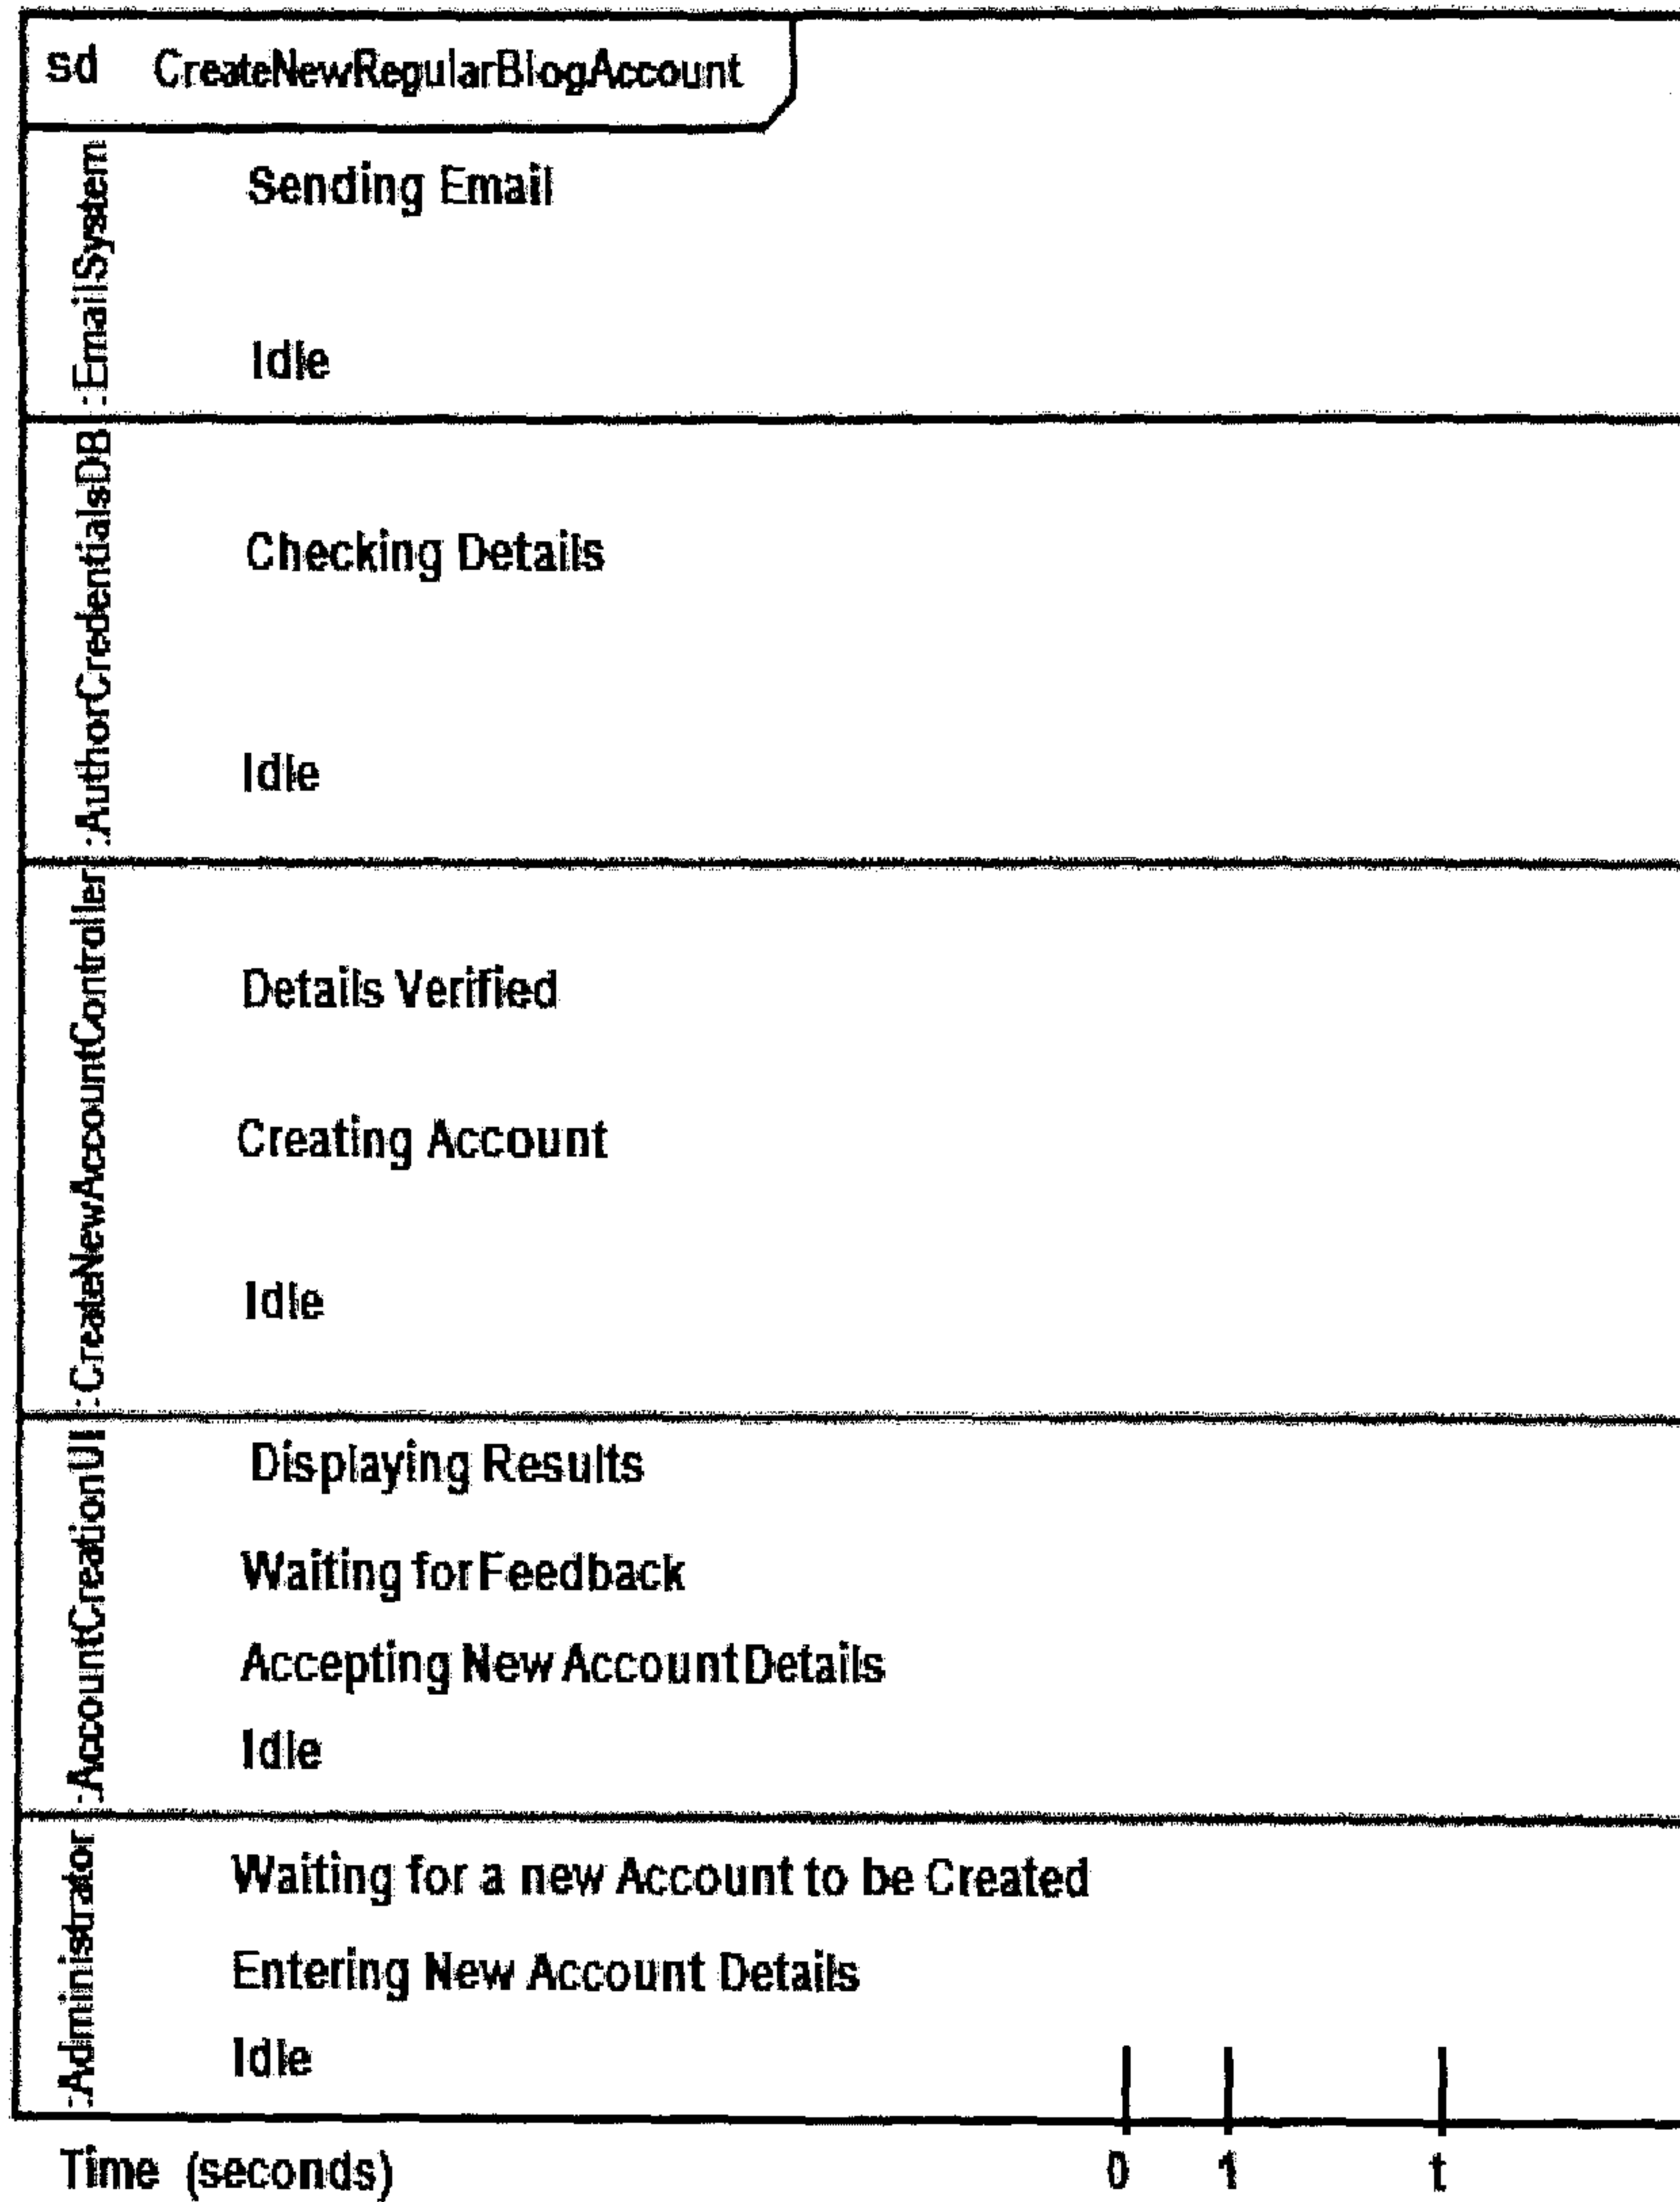 sd CreateNewRegularBlogAccount
:EmailSystem
Sending Email
Idle
:AuthorCredentialsDB
Checking Details
Idle
:CreateNewAccountController
Details Verified
Creating Account
Idle
:AccountCreationUI
Displaying Results
Waiting for Feedback
Accepting New Account Details
Idle
:Administrator
Waiting for a new Account to be Created
Entering New Account Details
Idle
Time (seconds) 0 1 t